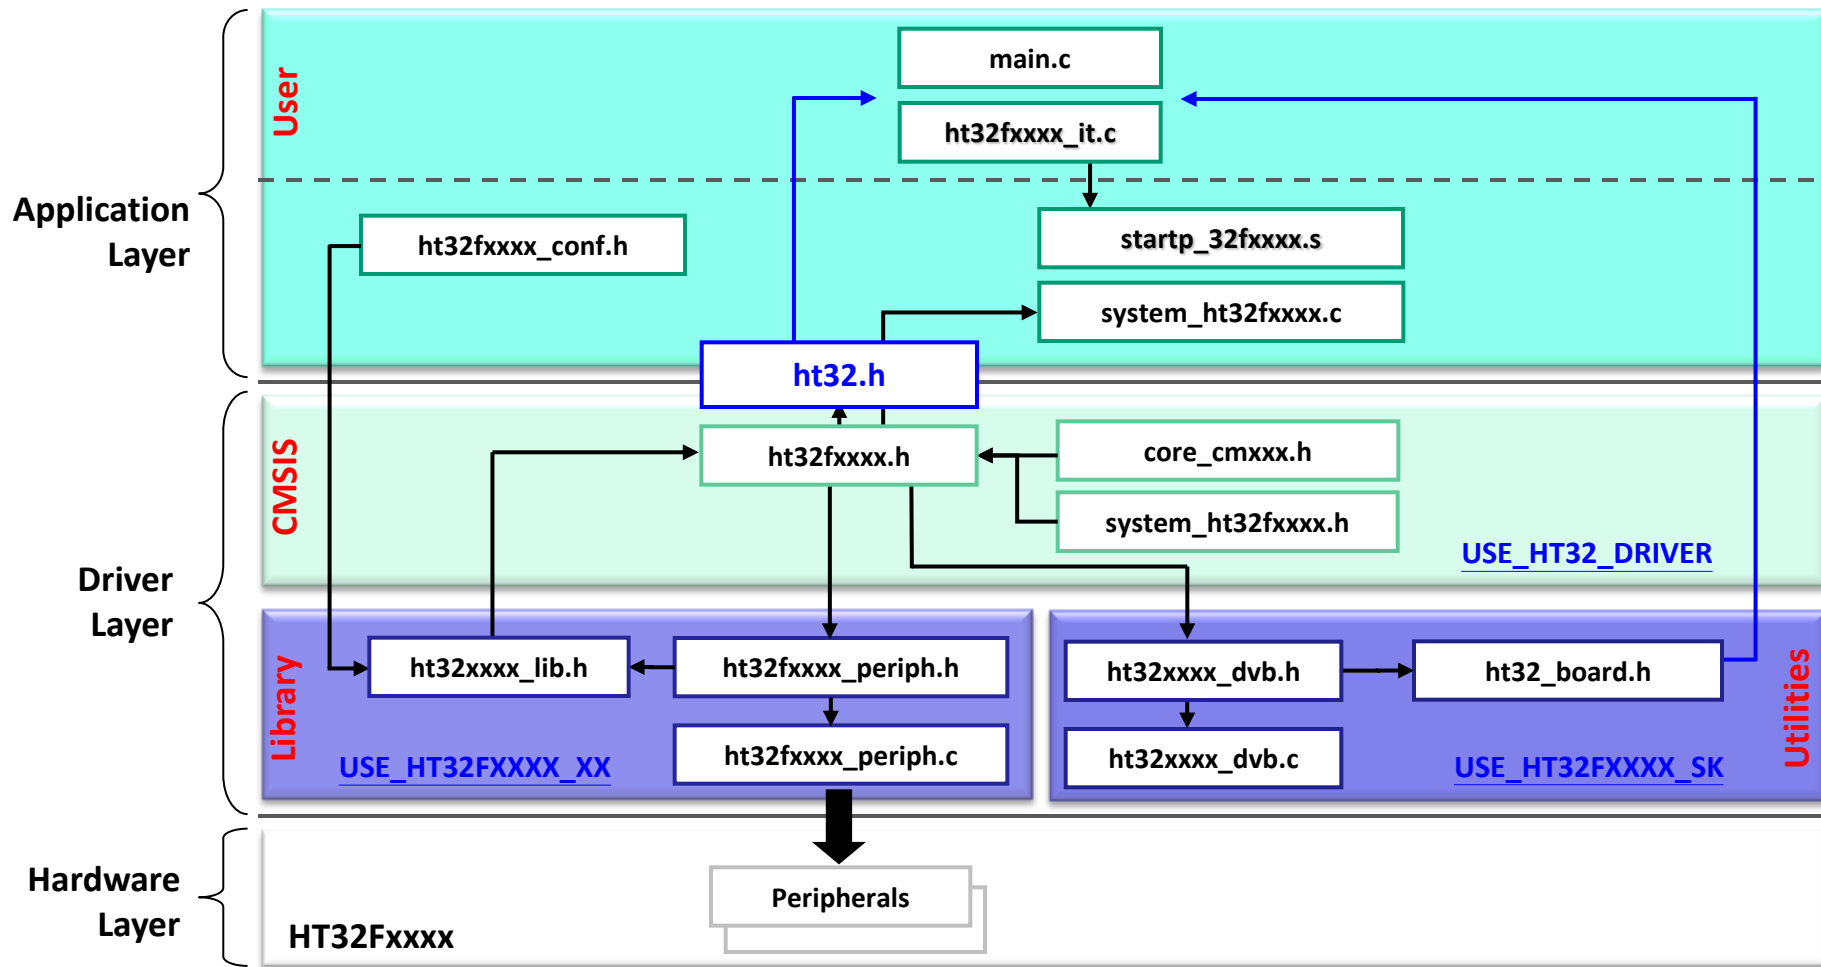 User
main.c
ht32fxxxx_it.c
Application
Layer
ht32fxxxx_conf.h
startp_32fxxxx.s
system_ht32fxxxx.c
ht32.h
CMSIS
ht32fxxxx.h
core_cmxxx.h
system_ht32fxxxx.h
USE_HT32_DRIVER
Driver
Layer
Library
ht32xxxx_lib.h
ht32fxxxx_periph.h
ht32fxxxx_periph.c
USE_HT32FXXXX_XX
ht32xxxx_dvb.h
ht32_board.h
ht32xxxx_dvb.c
USE_HT32FXXXX_SK
Utilities
Hardware
Layer
Peripherals
HT32Fxxxx